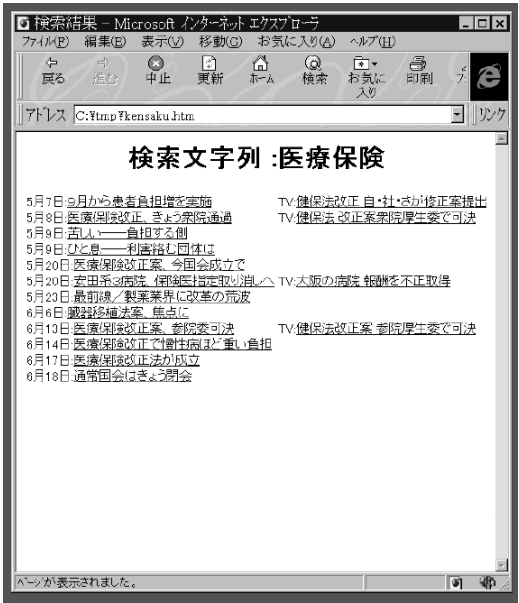 検索結果 - Microsoft インターネット エクスプローラ
ファイル(F) 編集(E) 表示(V) 移動(G) お気に入り(A) ヘルプ(H)
戻る 進む 中止 更新 ホーム 検索 お気に入り 印刷 フ
アドレス C:¥tmp¥kensaku.htm リンク
検索文字列 :医療保険
5月7日:9月から患者負担増を実施 TV:健保法改正 自・社・さが修正案提出
5月8日:医療保険改正、きょう衆院通過 TV:健保法 改正案衆院厚生委で可決
5月9日:苦しい――負担する側
5月9日:ひと息――利害絡む団体は
5月20日:医療保険改正案、今国会成立で
5月20日:安田系3病院、保険医指定取り消しへ TV:大阪の病院 報酬を不正取得
5月23日:最前線／製薬業界に改革の荒波
6月6日:臓器移植法案、焦点に
6月13日:医療保険改正案、参院委可決 TV:健保法改正案 参院厚生委で可決
6月14日:医療保険改正で慢性病ほど重い負担
6月17日:医療保険改正法が成立
6月18日:通常国会はきょう閉会
ページが表示されました。